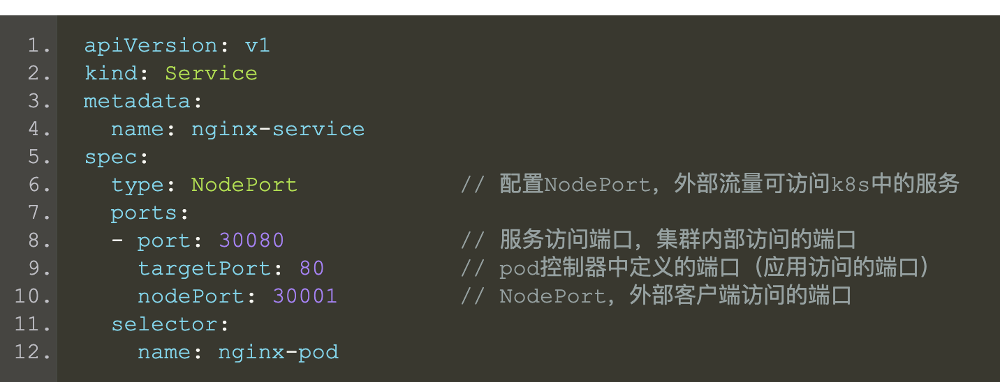 1. apiVersion: v1
2. kind: Service
3. metadata:
4.   name: nginx-service
5. spec:
6.   type: NodePort            // 配置NodePort，外部流量可访问k8s中的服务
7.   ports:
8.   - port: 30080             // 服务访问端口，集群内部访问的端口
9.     targetPort: 80          // pod控制器中定义的端口（应用访问的端口）
10.     nodePort: 30001         // NodePort，外部客户端访问的端口
11.   selector:
12.     name: nginx-pod